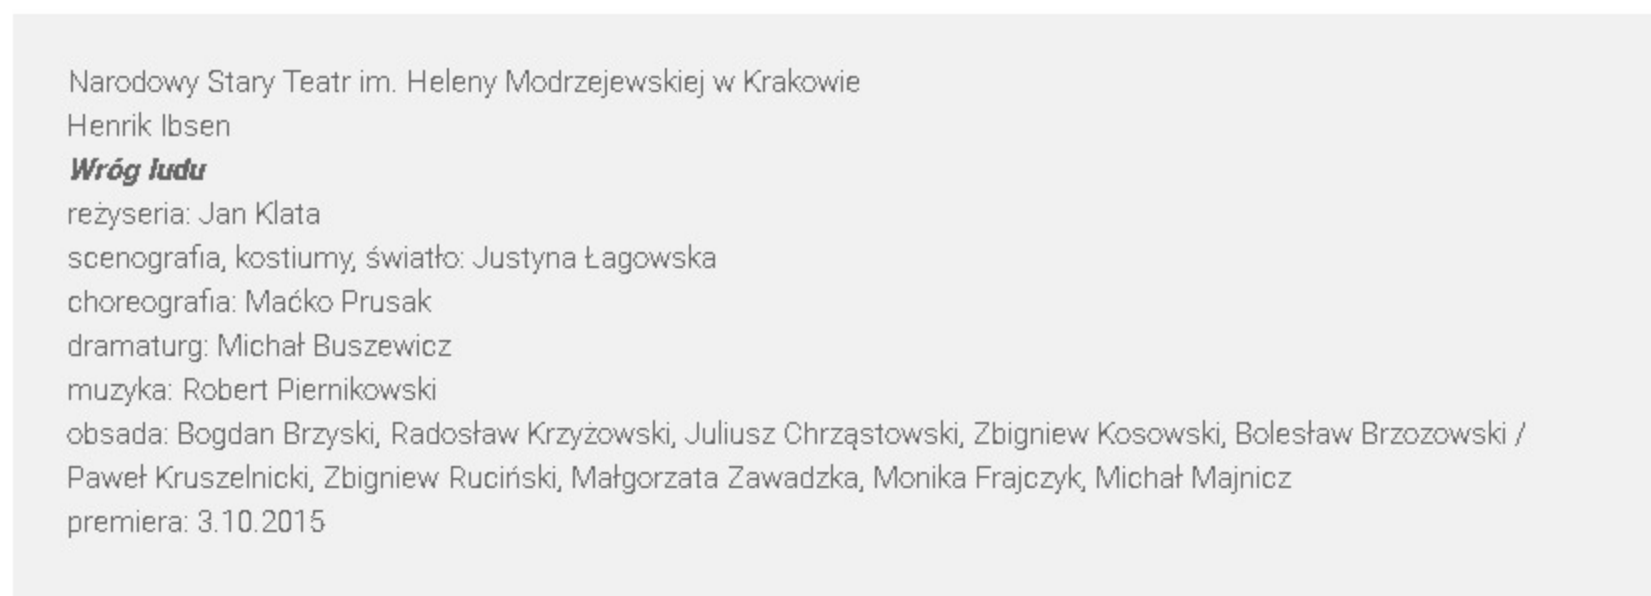 Narodowy Stary Teatr im. Heleny Modrzejewskiej w Krakowie
Henrik Ibsen
Wróg ludu
reżyseria: Jan Klata
scenografia, kostiumy, światło: Justyna Łagowska
choreografia: Maćko Prusak
dramaturg: Michał Buszewicz
muzyka: Robert Piernikowski
obsada: Bogdan Brzyski, Radosław Krzyżowski, Juliusz Chrząstowski, Zbigniew Kosowski, Bolesław Brzozowski /
Paweł Kruszelnicki, Zbigniew Ruciński, Małgorzata Zawadzka, Monika Frajczyk, Michał Majnicz
premiera: 3.10.2015